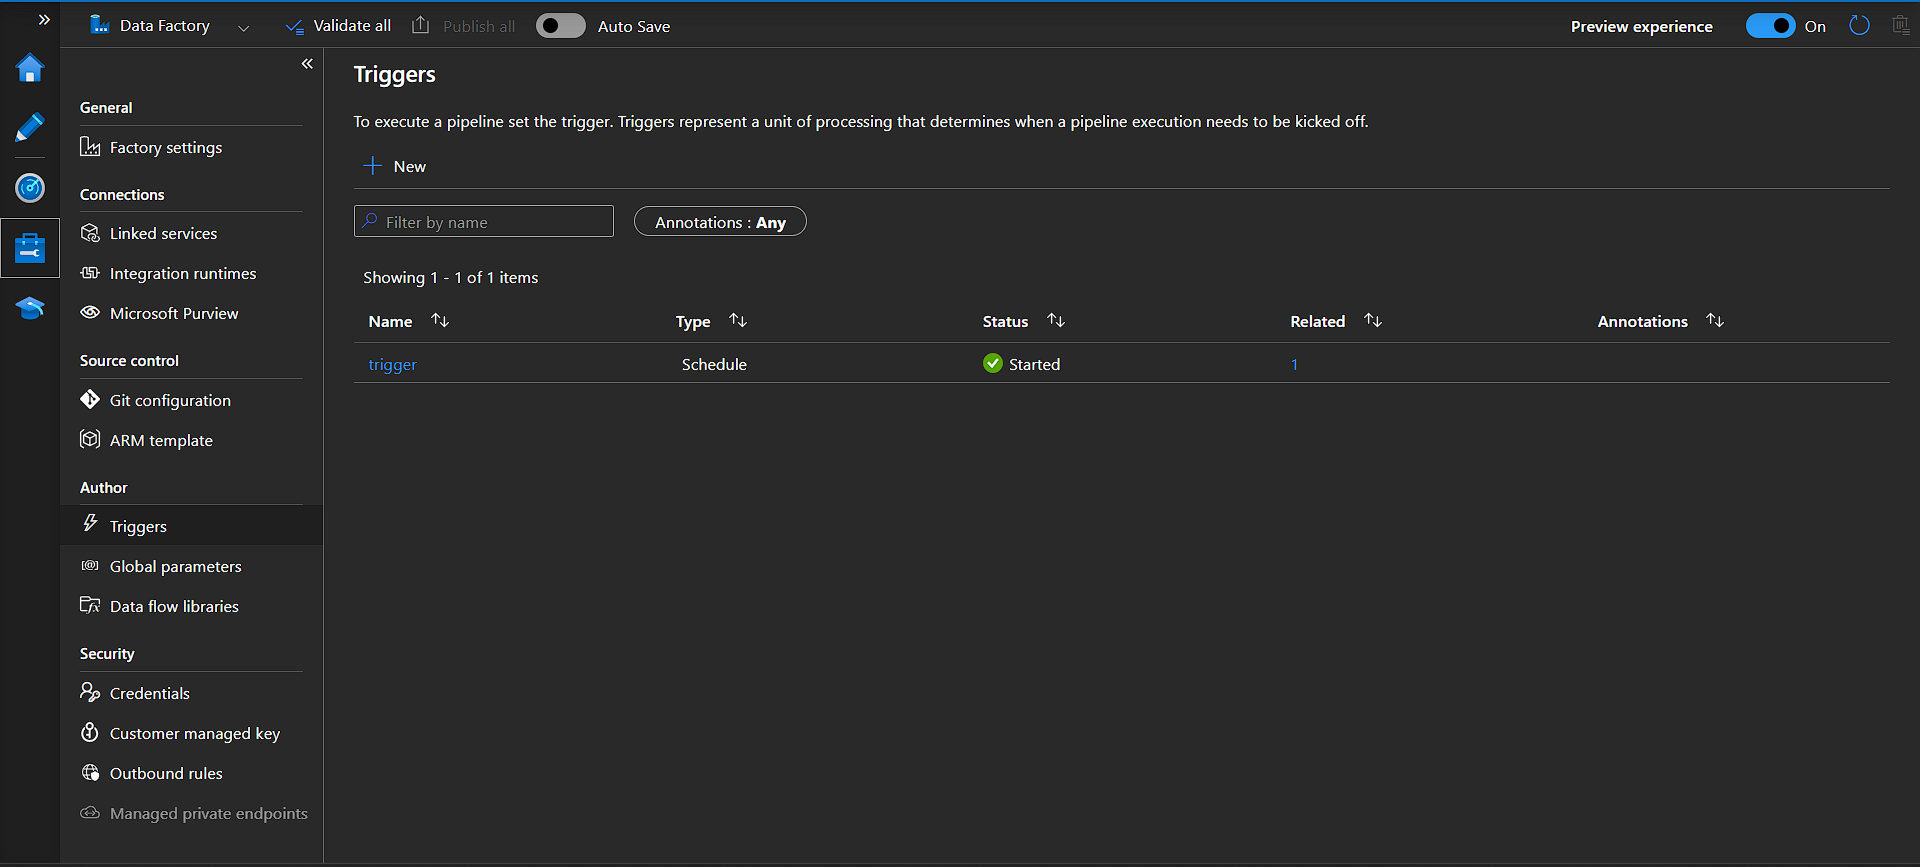 Data Factory
Validate all
Publish all
Auto Save
Preview experience
On
General
Factory settings
Connections
Linked services
Integration runtimes
Microsoft Purview
Source control
Git configuration
ARM template
Author
Triggers
Global parameters
Data flow libraries
Security
Credentials
Customer managed key
Outbound rules
Managed private endpoints
Triggers
To execute a pipeline set the trigger. Triggers represent a unit of processing that determines when a pipeline execution needs to be kicked off.
New
Filter by name
Annotations : Any
Showing 1 - 1 of 1 items
Name Type Status Related Annotations
trigger Schedule Started 1